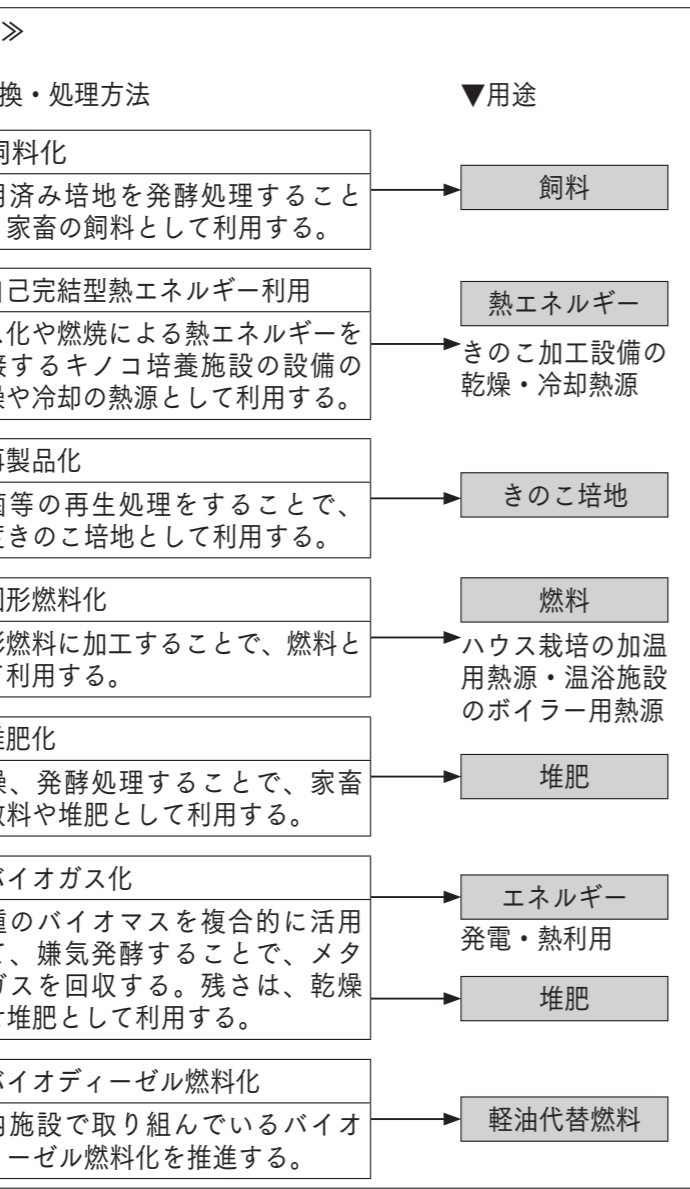 ≫
換・処理方法
▼用途
飼料化
用済み培地を発酵処理すること
、家畜の飼料として利用する。
飼料
自己完結型熱エネルギー利用
ス化や燃焼による熱エネルギーを
接するキノコ培養施設の設備の
燥や冷却の熱源として利用する。
熱エネルギー
きのこ加工設備の
乾燥・冷却熱源
再製品化
菌等の再生処理をすることで、
度きのこ培地として利用する。
きのこ培地
固形燃料化
形燃料に加工することで、燃料と
て利用する。
燃料
ハウス栽培の加温
用熱源・温浴施設
のボイラー用熱源
堆肥化
燥、発酵処理することで、家畜
敷料や堆肥として利用する。
堆肥
バイオガス化
種のバイオマスを複合的に活用
て、嫌気発酵することで、メタ
ガスを回収する。残さは、乾燥
せ堆肥として利用する。
エネルギー
発電・熱利用
堆肥
バイオディーゼル燃料化
内施設で取り組んでいるバイオ
ィーゼル燃料化を推進する。
軽油代替燃料